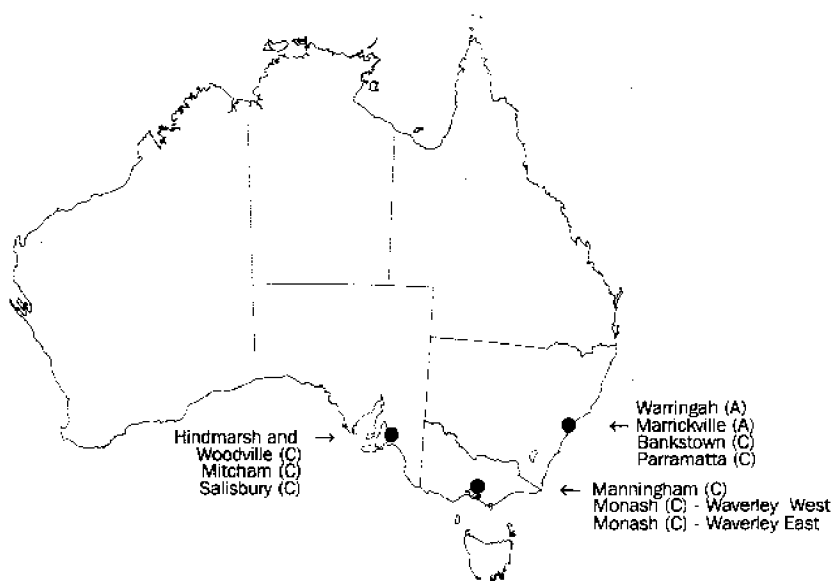 Warringah (A)
← Marrickville (A)
Bankstown (C)
Parramatta (C)
Hindmarsh and →
Woodville (C)
Mitcham (C)
Salisbury (C)
← Manningham (C)
Monash (C) - Waverley West
Monash (C) - Waverley East